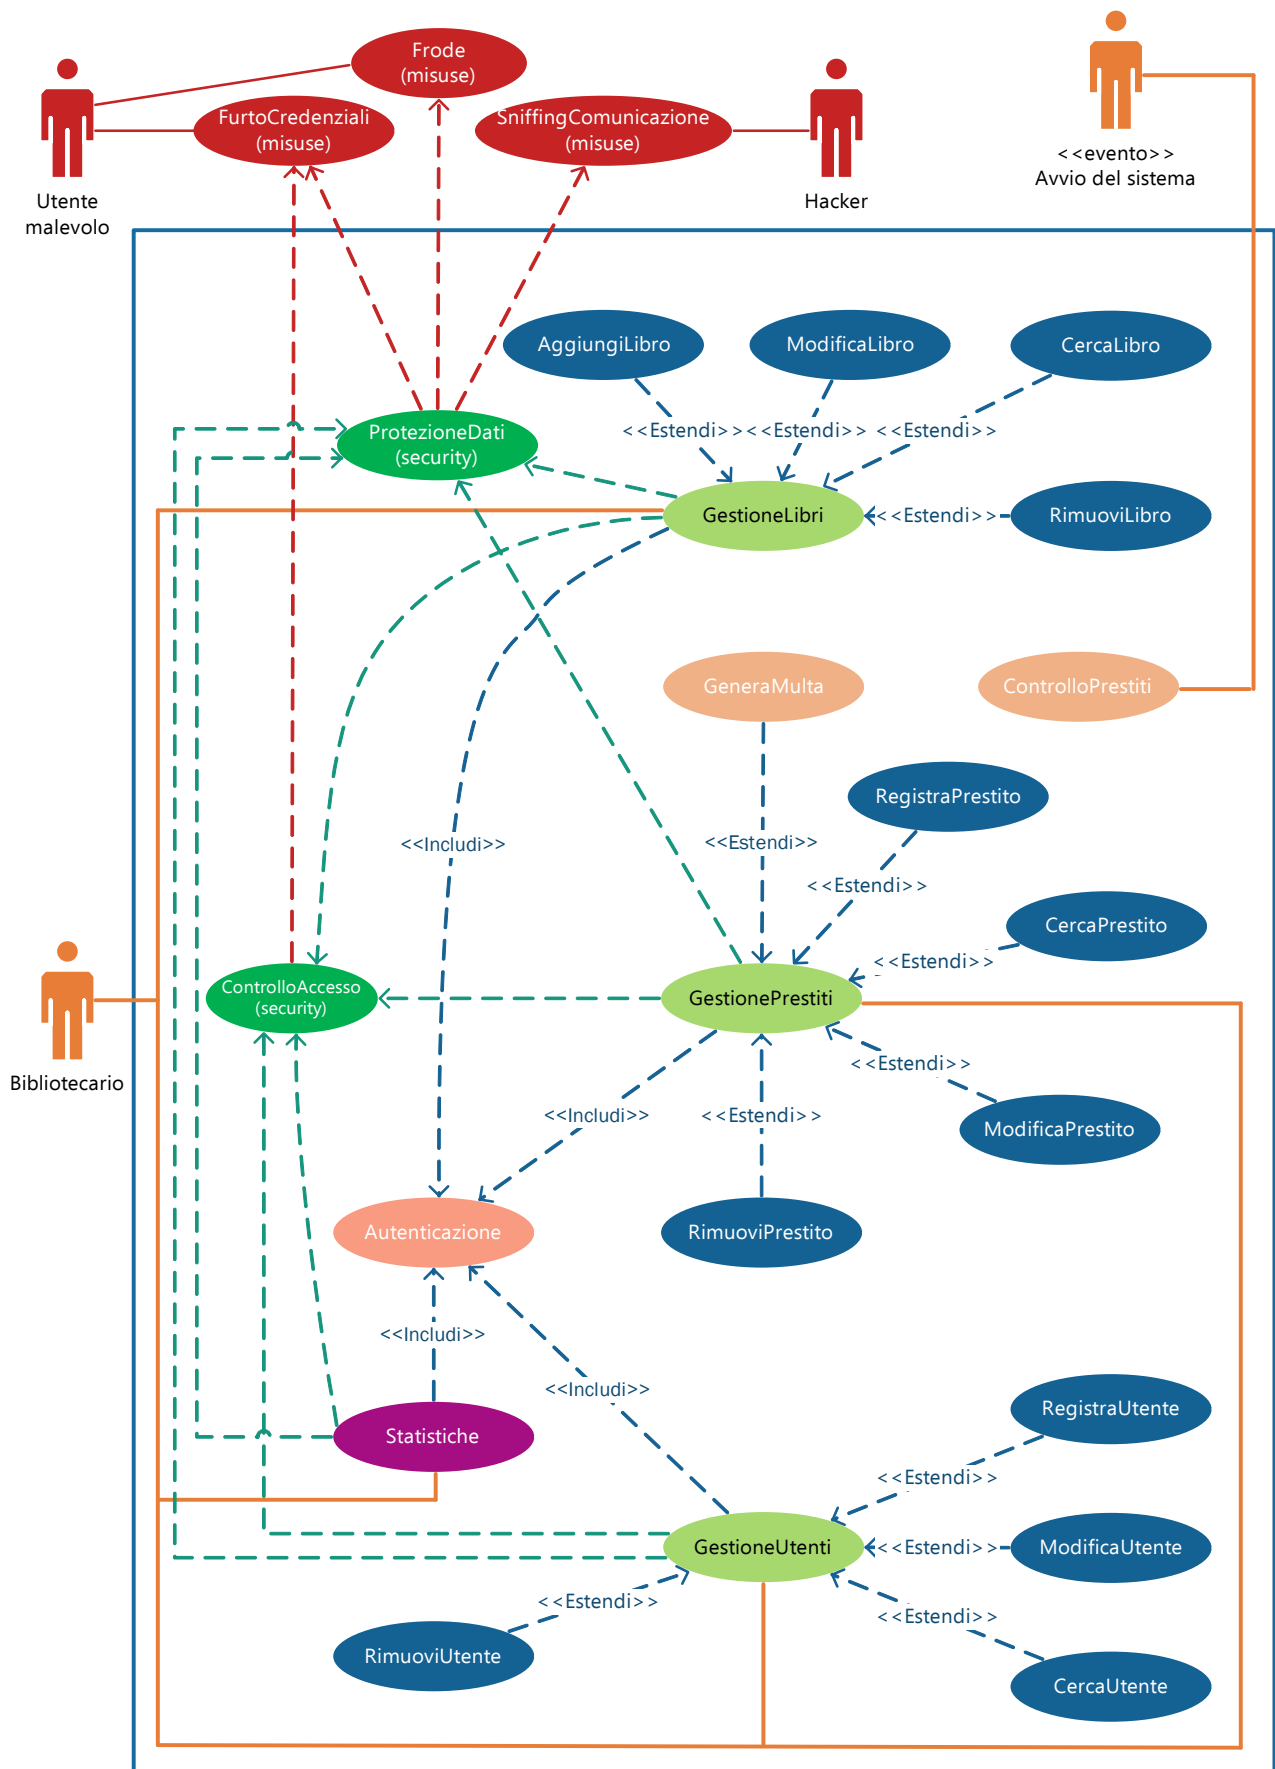 Frode
(misuse)
FurtoCredenziali
(misuse)
SniffingComunicazione
(misuse)
Utente
malevolo
Hacker
<<evento>>
Avvio del sistema
AggiungiLibro
ModificaLibro
CercaLibro
<<Estendi>>
<<Estendi>>
<<Estendi>>
ProtezioneDati
(security)
GestioneLibri
<<Estendi>>
RimuoviLibro
GeneraMulta
ControlloPrestiti
RegistraPrestito
<<Includi>>
<<Estendi>>
<<Estendi>>
CercaPrestito
<<Estendi>>
ControlloAccesso
(security)
GestionePrestiti
Bibliotecario
<<Estendi>>
<<Includi>>
<<Estendi>>
ModificaPrestito
Autenticazione
RimuoviPrestito
<<Includi>>
<<Includi>>
RegistraUtente
Statistiche
<<Estendi>>
GestioneUtenti
<<Estendi>>
ModificaUtente
<<Estendi>>
<<Estendi>>
RimuoviUtente
CercaUtente